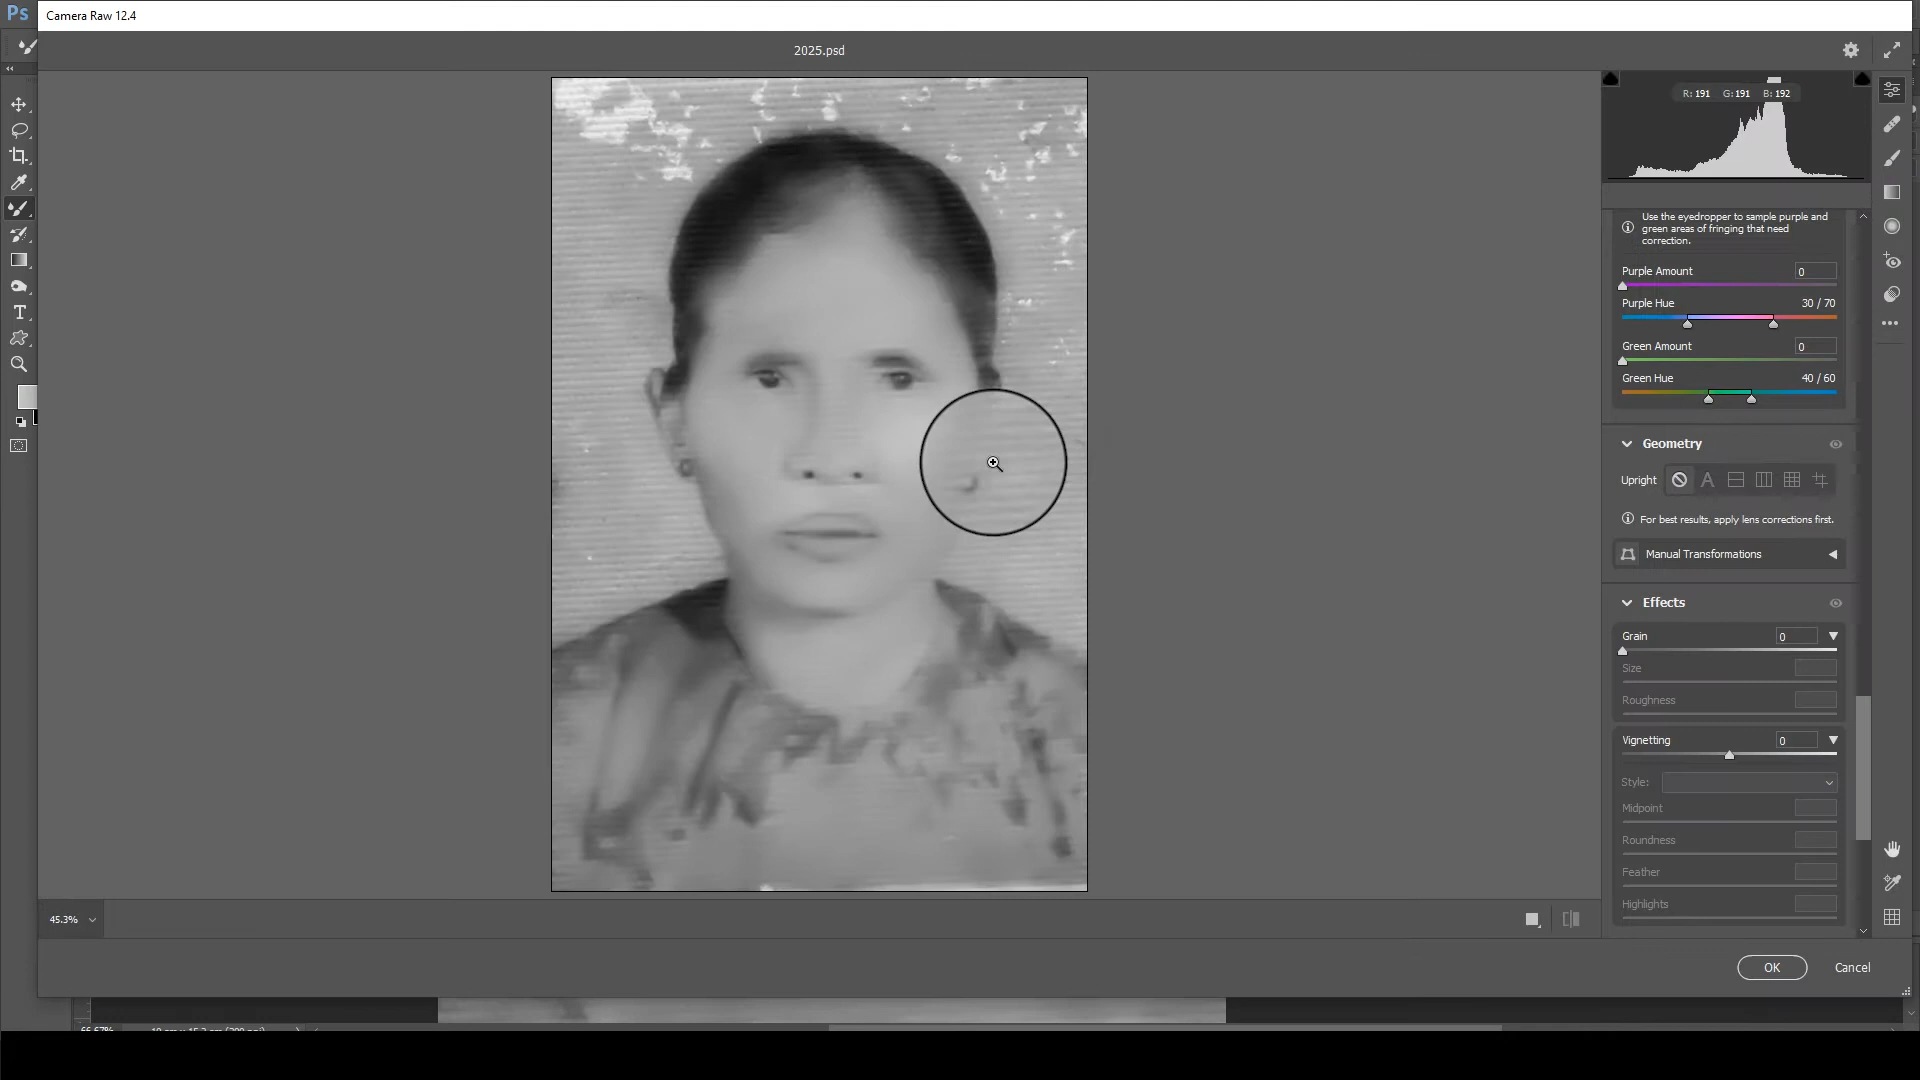 Ps
Camera Raw 12.4
2025.psd
R: 191 G: 191 B: 192
Use the eyedropper to sample purple and
green areas of fringing that need
correction.
Purple Amount 0
Purple Hue 30 / 70
Green Amount 0
Green Hue 40 / 60
Geometry
Upright A
For best results, apply lens corrections first.
Manual Transformations
Effects
Grain 0
Size
Roughness
Vignetting 0
Style:
Midpoint
Roundness
Feather
Highlights
45.3%
OK Cancel